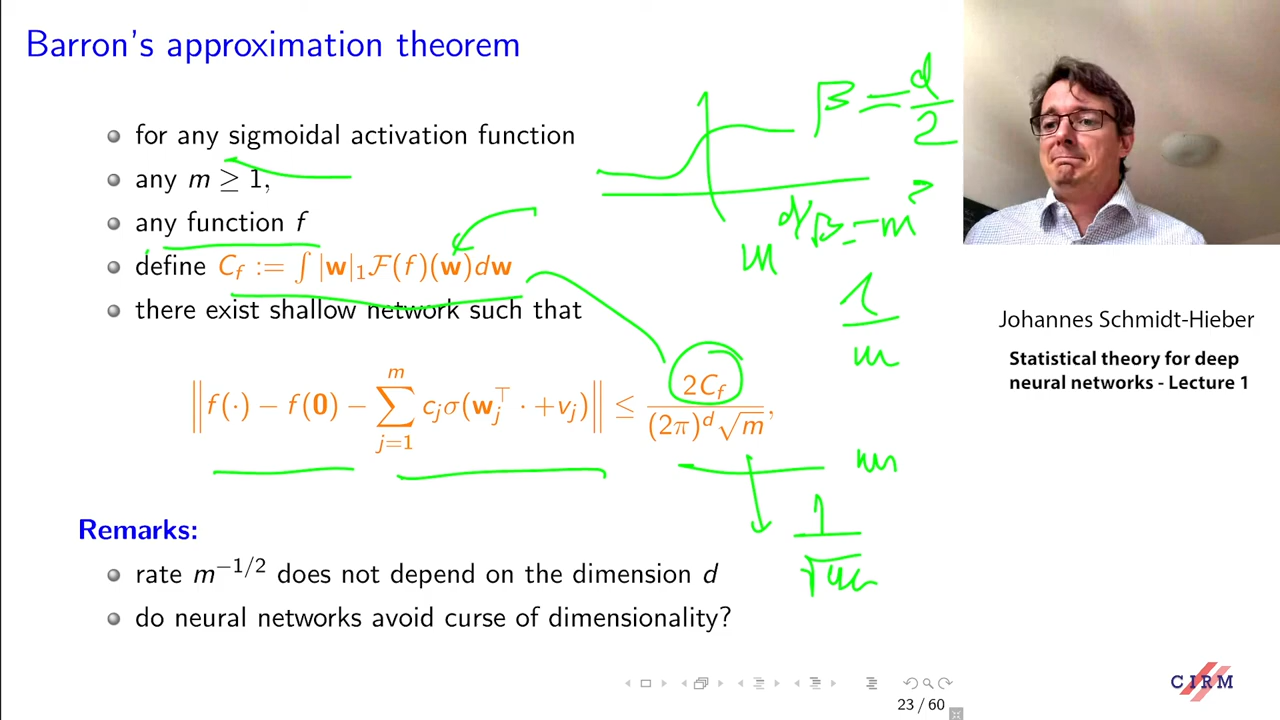 Barron's approximation theorem
for any sigmoidal activation function
any m ≥ 1,
any function f
define C_f := ∫ |w|_1 F(f)(w)dw
there exist shallow network such that
‖ f(·) − f(0) − ∑_{j=1}^{m} c_j σ(w_j^⊤ · + v_j) ‖ ≤ 2C_f / ((2π)^d √m),
Remarks:
rate m^{−1/2} does not depend on the dimension d
do neural networks avoid curse of dimensionality?
β = d/2
m
1/m
m
Johannes Schmidt-Hieber
Statistical theory for deep
neural networks - Lecture 1
CIRM
23 / 60